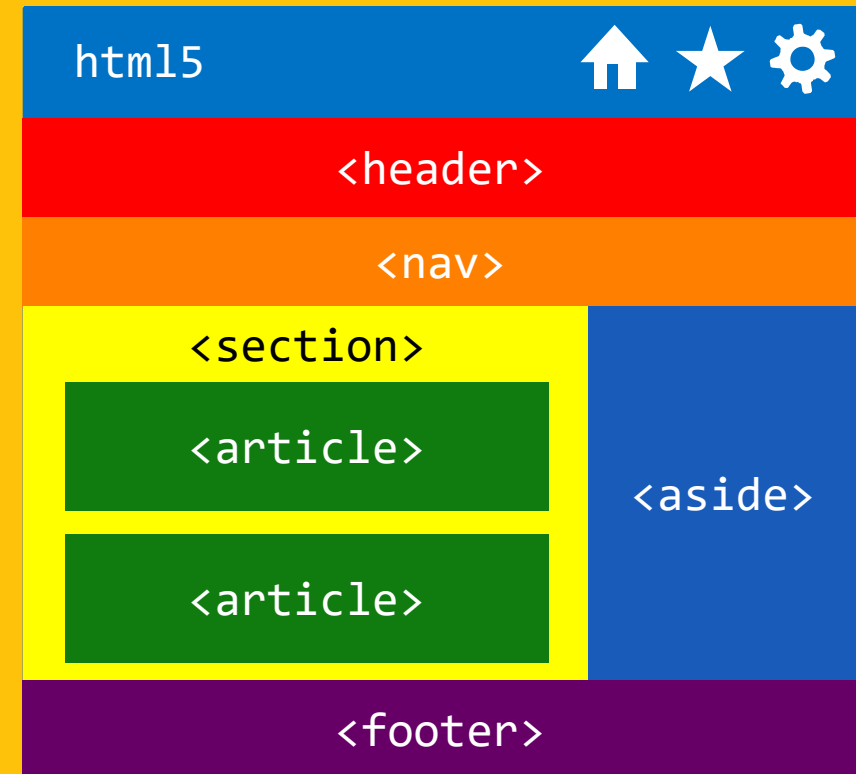 html5
<header>
<nav>
<section>
<article>
<article>
<aside>
<footer>